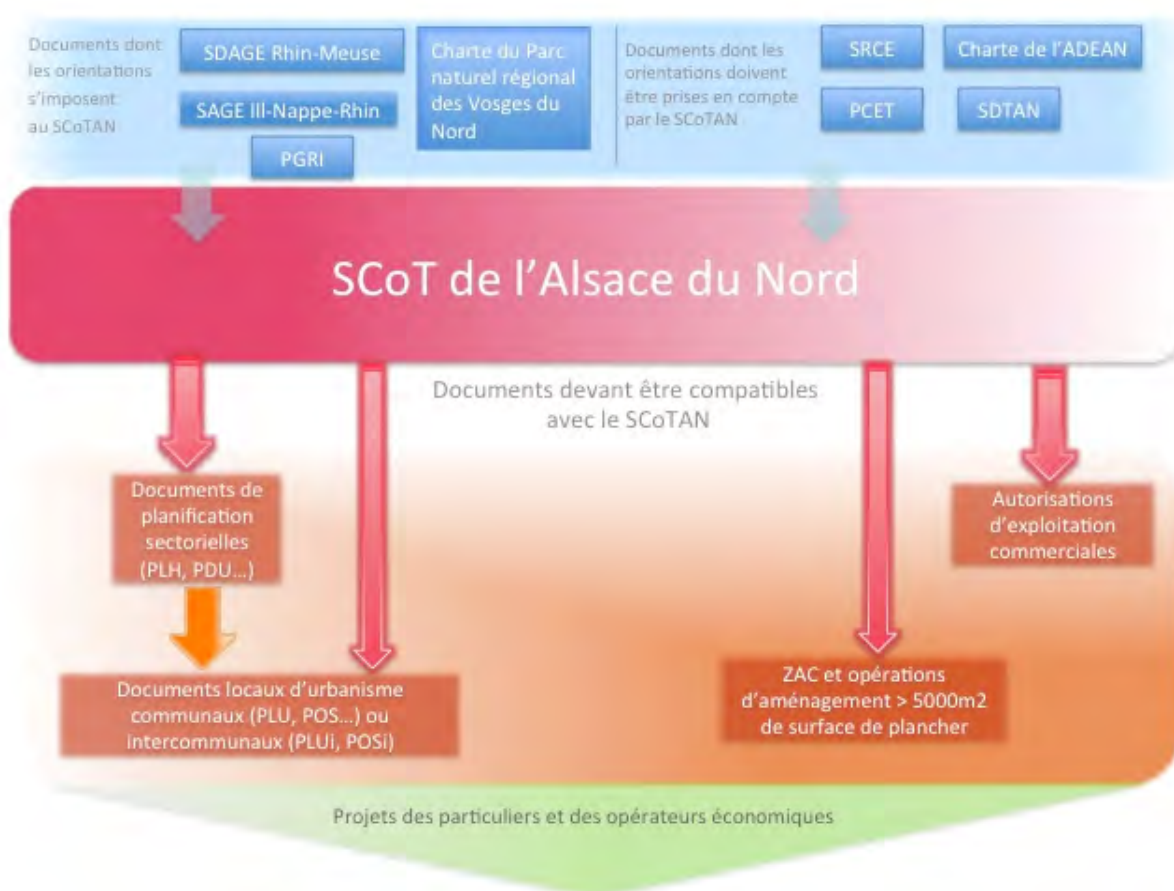 Documents dont
les orientations
s'imposent
au SCoTAN
SDAGE Rhin-Meuse
SAGE Ill-Nappe-Rhin
PGRI
Charte du Parc
naturel régional
des Vosges du
Nord
Documents dont les
orientations doivent
être prises en compte
par le SCoTAN
SRCE
Charte de l'ADEAN
PCET
SDTAN
SCoT de l'Alsace du Nord
Documents devant être compatibles
avec le SCoTAN
Documents de
planification
sectorielles
(PLH, PDU...)
Autorisations
d'exploitation
commerciales
Documents locaux d'urbanisme
communaux (PLU, POS...) ou
intercommunaux (PLUi, POSi)
ZAC et opérations
d'aménagement > 5000m2
de surface de plancher
Projets des particuliers et des opérateurs économiques